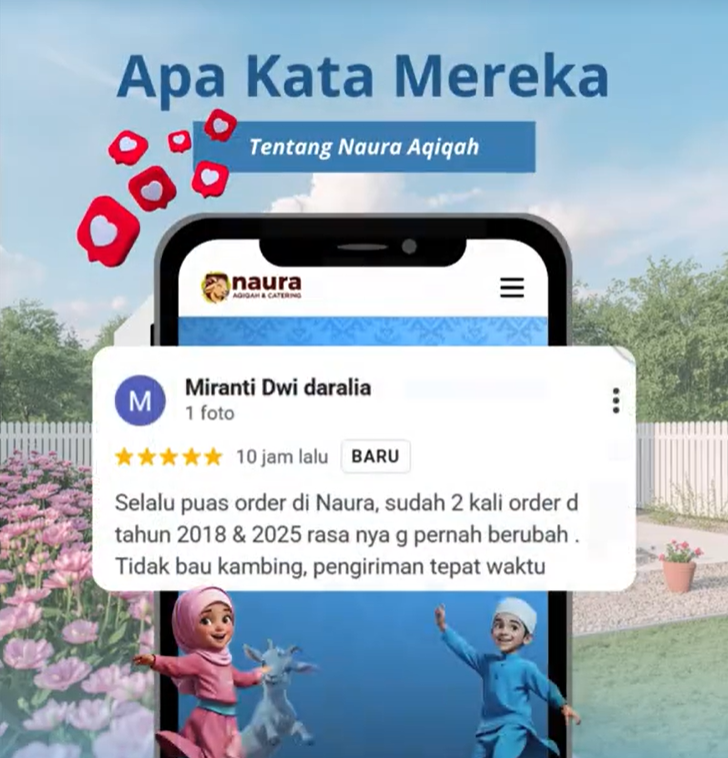 Apa Kata Mereka
Tentang Naura Aqiqah
naura
AQIQAH & CATERING
M
Miranti Dwi daralia
1 foto
10 jam lalu BARU
Selalu puas order di Naura, sudah 2 kali order d
tahun 2018 & 2025 rasa nya g pernah berubah .
Tidak bau kambing, pengiriman tepat waktu